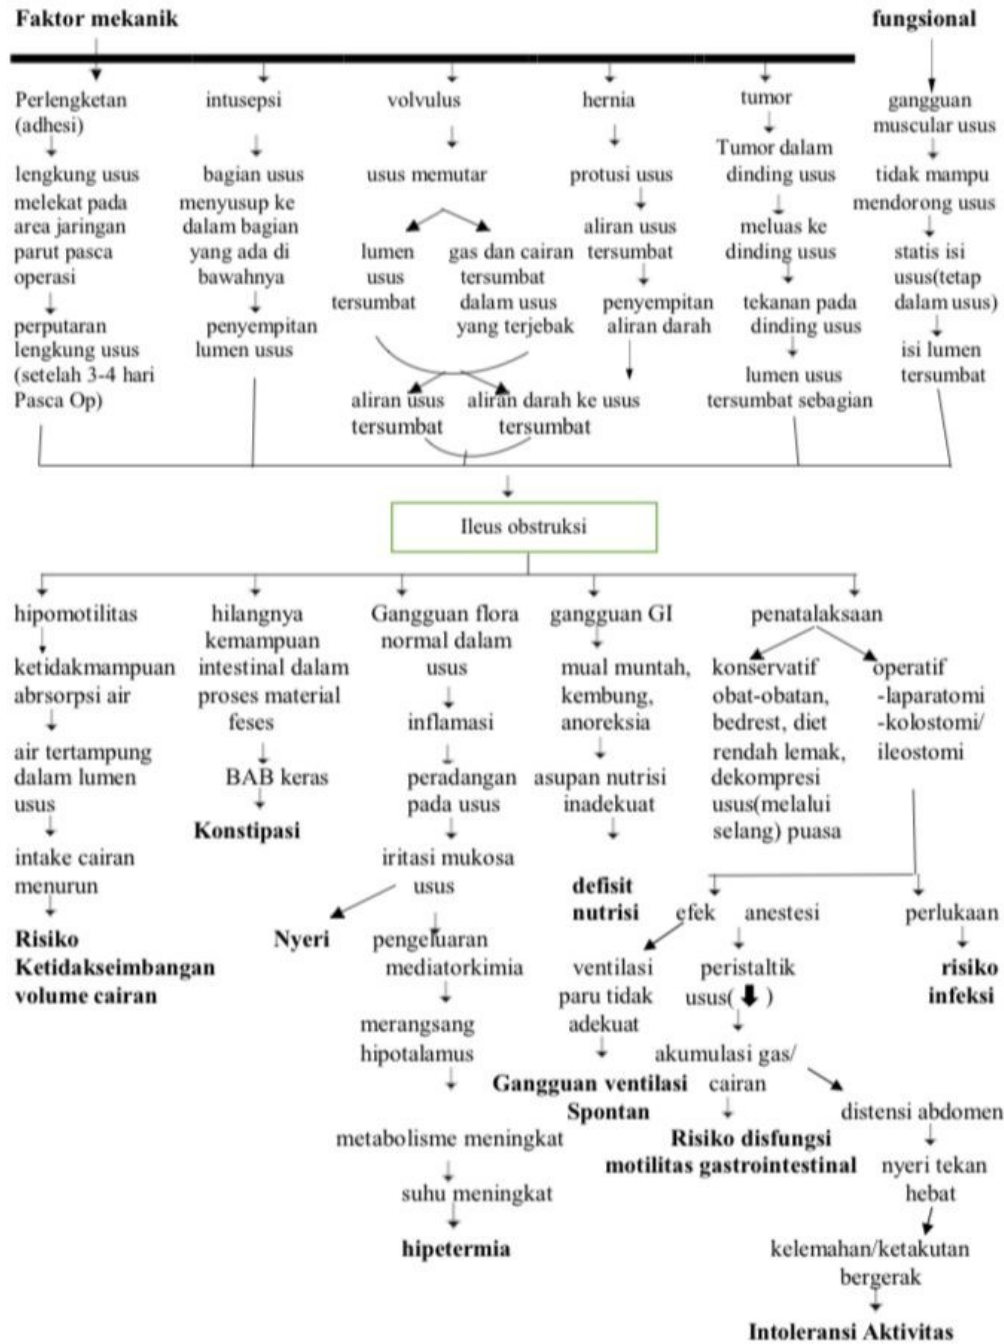 Faktor mekanik
fungsional
Perlengketan
(adhesi)
lengkung usus
melekat pada
area jaringan
parut pasca
operasi
perputaran
lengkung usus
(setelah 3-4 hari
Pasca Op)
intusepsi
bagian usus
menyusup ke
dalam bagian
yang ada di
bawahnya
penyempitan
lumen usus
volvulus
usus memutar
lumen
usus
tersumbat
gas dan cairan
tersumbat
dalam usus
yang terjebak
aliran usus
tersumbat
aliran darah ke usus
tersumbat
hernia
protusi usus
aliran usus
tersumbat
penyempitan
aliran darah
tumor
Tumor dalam
dinding usus
meluas ke
dinding usus
tekanan pada
dinding usus
lumen usus
tersumbat sebagian
gangguan
muscular usus
tidak mampu
mendorong usus
statis isi
usus(tetap
dalam usus)
isi lumen
tersumbat
Ileus obstruksi
hipomotilitas
ketidakmampuan
abrsorpsi air
air tertampung
dalam lumen
usus
intake cairan
menurun
Risiko
Ketidakseimbangan
volume cairan
hilangnya
kemampuan
intestinal dalam
proses material
feses
BAB keras
Konstipasi
Gangguan flora
normal dalam
usus
inflamasi
peradangan
pada usus
iritasi mukosa
usus
Nyeri
pengeluaran
mediatorkimia
merangsang
hipotalamus
metabolisme meningkat
suhu meningkat
hipetermia
gangguan GI
mual muntah,
kembung,
anoreksia
asupan nutrisi
inadekuat
defisit
nutrisi
penatalaksaan
konservatif
obat-obatan,
bedrest, diet
rendah lemak,
dekompresi
usus(melalui
selang) puasa
operatif
-laparatomi
-kolostomi/
ileostomi
efek anestesi
ventilasi
paru tidak
adekuat
Gangguan ventilasi
Spontan
peristaltik
usus(⬇)
akumulasi gas/
cairan
Risiko disfungsi
motilitas gastrointestinal
distensi abdomen
nyeri tekan
hebat
kelemahan/ketakutan
bergerak
Intoleransi Aktivitas
perlukaan
risiko
infeksi